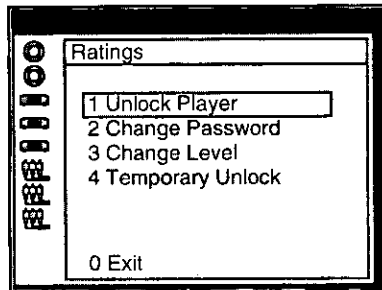 Ratings
1 Unlock Player
2 Change Password
3 Change Level
4 Temporary Unlock
0 Exit